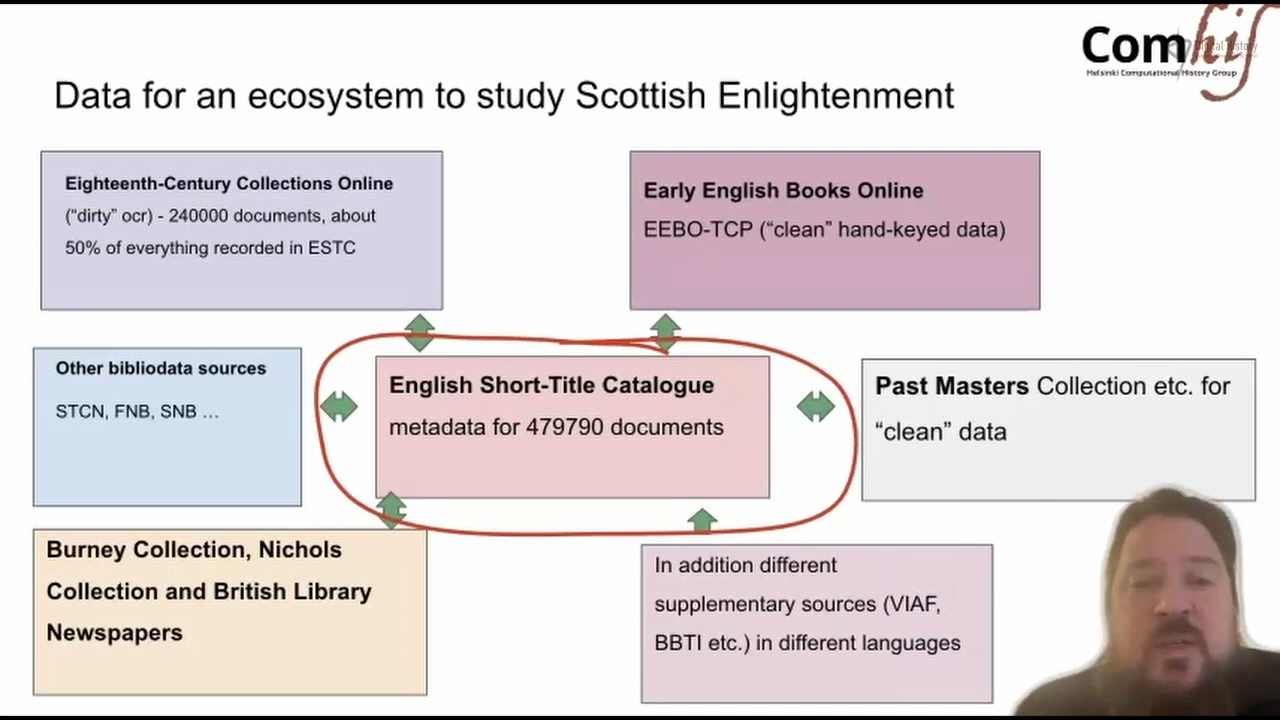 Comhis
Digital History
Helsinki Computational History Group
Data for an ecosystem to study Scottish Enlightenment
Eighteenth-Century Collections Online
(“dirty” ocr) - 240000 documents, about
50% of everything recorded in ESTC
Early English Books Online
EEBO-TCP (“clean” hand-keyed data)
Other bibliodata sources
STCN, FNB, SNB ...
English Short-Title Catalogue
metadata for 479790 documents
Past Masters Collection etc. for
“clean” data
Burney Collection, Nichols
Collection and British Library
Newspapers
In addition different
supplementary sources (VIAF,
BBTI etc.) in different languages